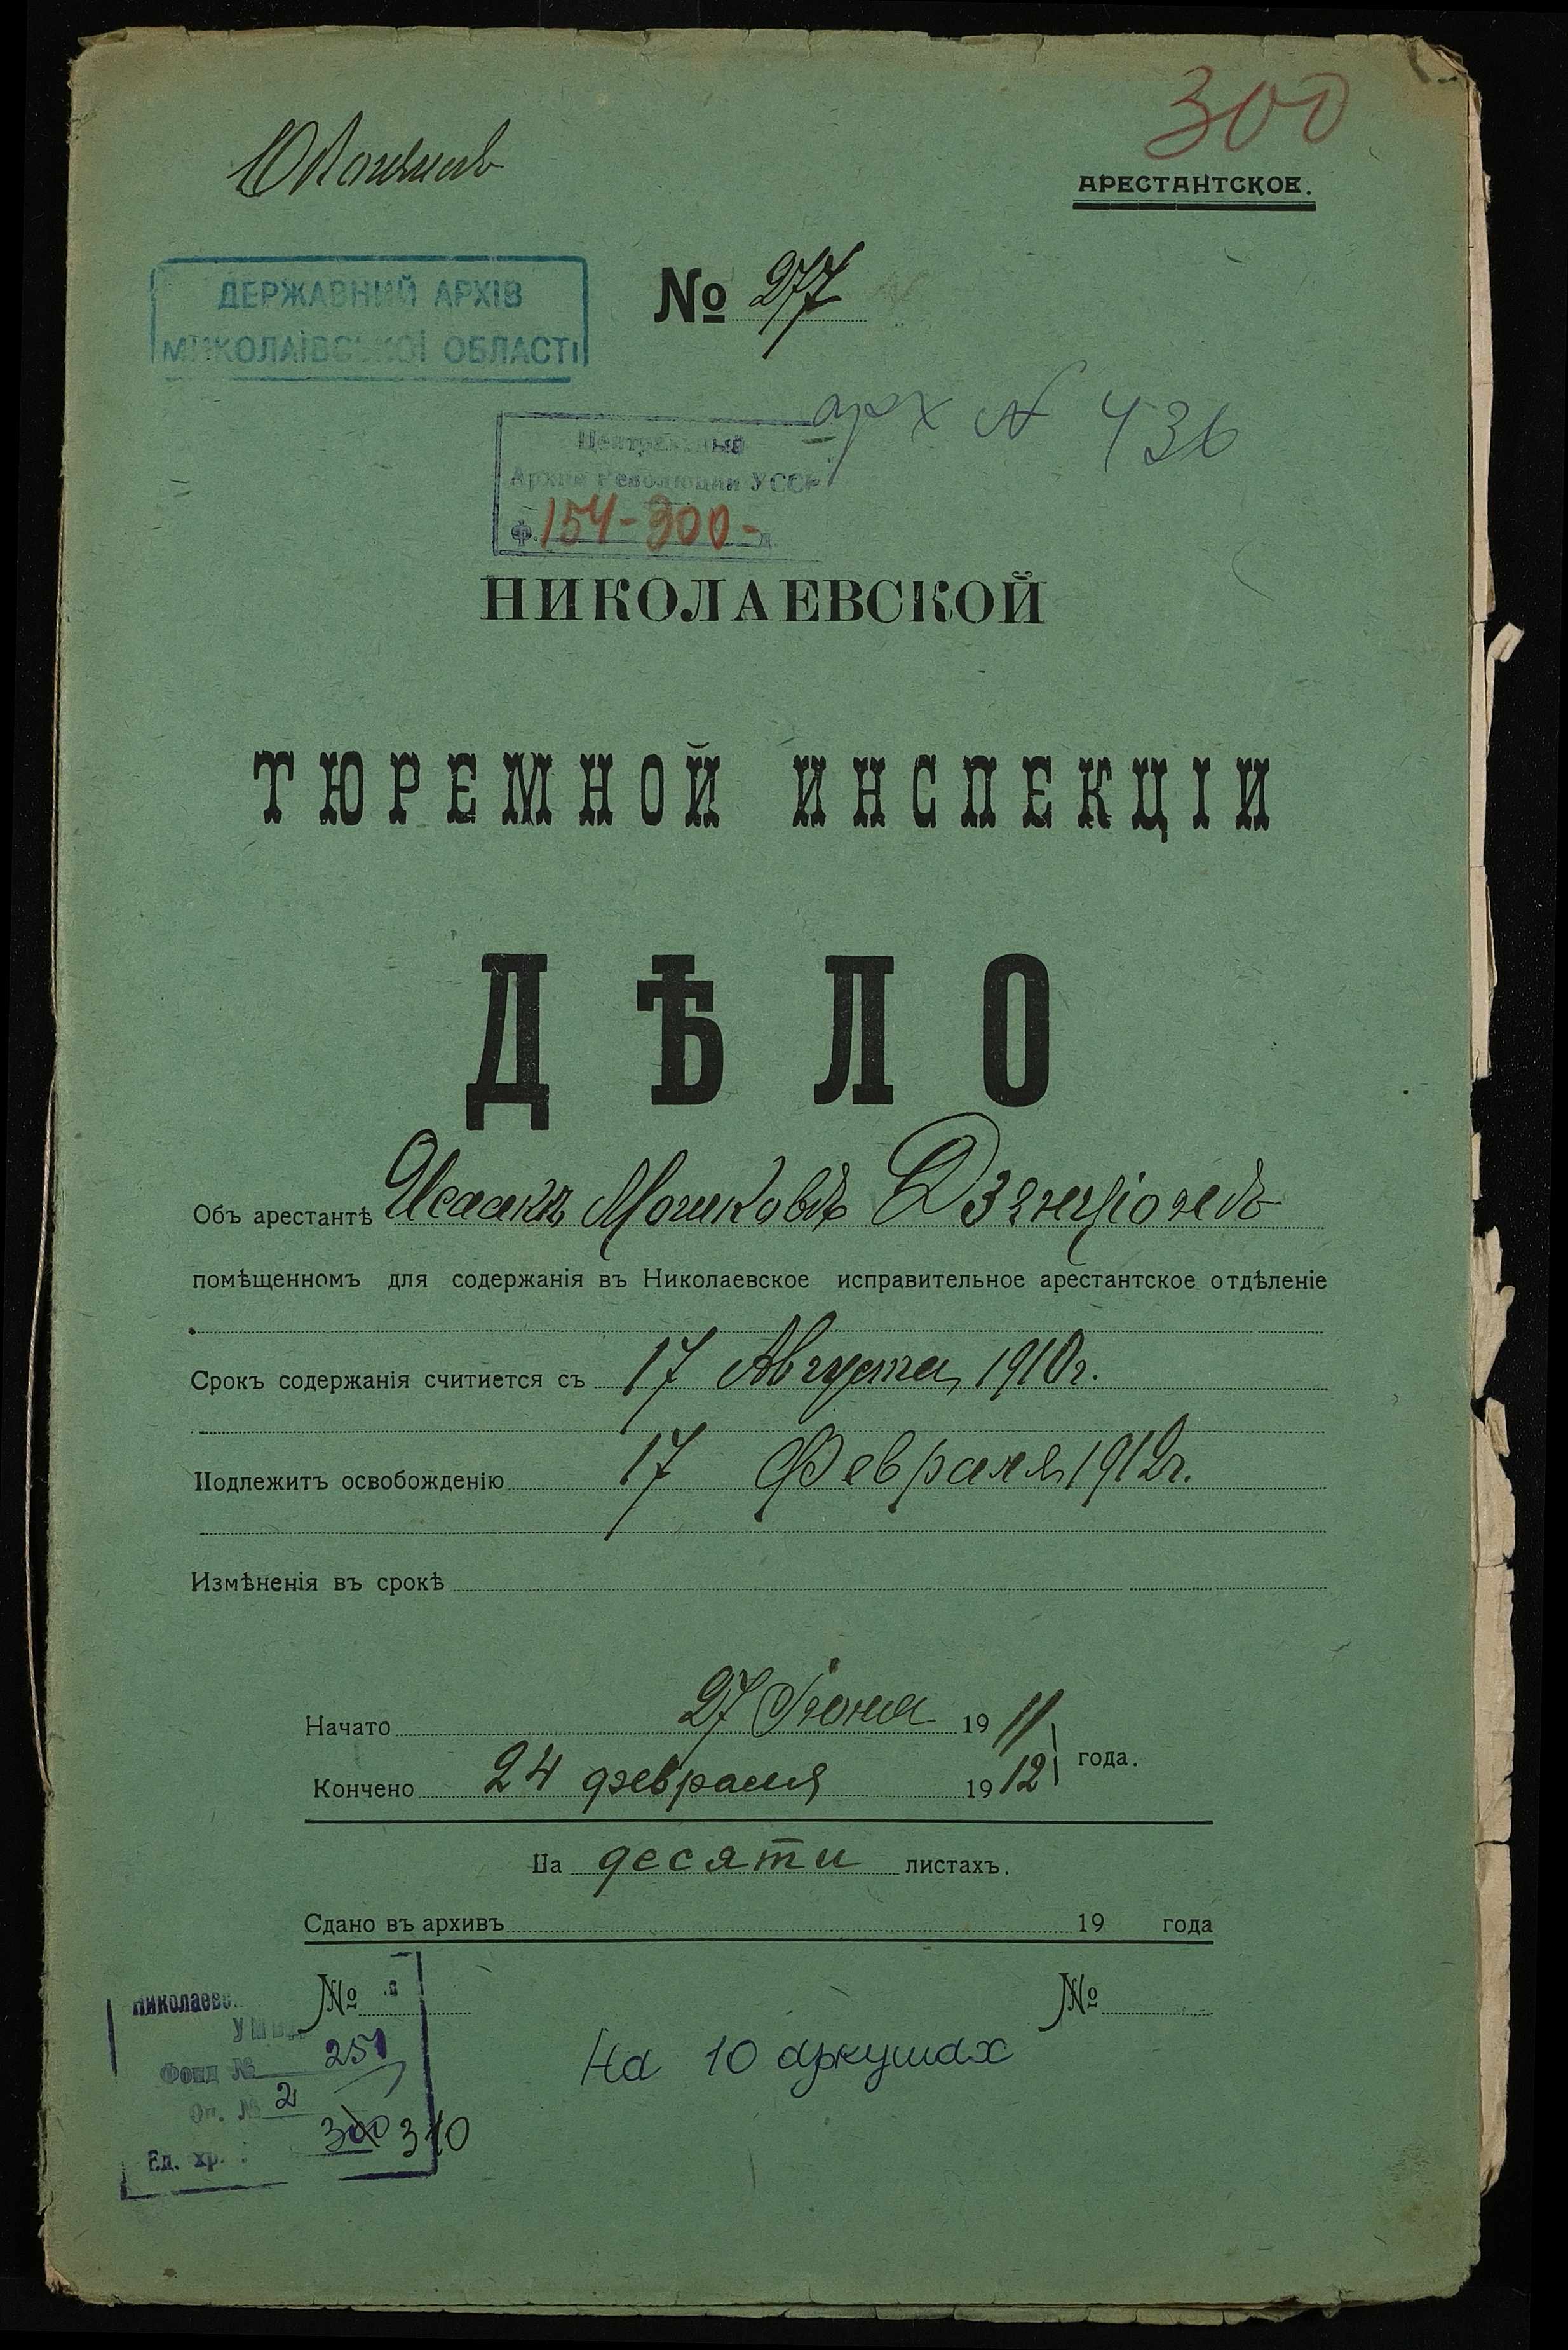 300
АРЕСТАНТСКОЕ.
ДЕРЖАВНИЙ АРХІВ
МИКОЛАЇВСЬКОЇ ОБЛАСТІ
№ 277
арх N 436
Центральный
Архив Революции УССР
Ф. 154-300- д.
НИКОЛАЕВСКОЙ
ТЮРЕМНОЙ ИНСПЕКЦІИ
ДѢЛО
Объ арестантѣ Исаакѣ Мошковѣ
помѣщенномъ для содержанія въ Николаевское исправительное арестантское отдѣленіе
Срокъ содержанія считиется съ 17 Августа 1910г.
Подлежитъ освобожденію 17 Февраля 1912г.
Измѣненія въ срокѣ
Начато 27 Іюня 1911
Кончено 24 февраля 1912 года.
На десяти листахъ.
Сдано въ архивъ 19 года
№ №
Николаевс
Фонд № 251
Оп. № 2
Ед. хр. 300 310
На 10 аркушах